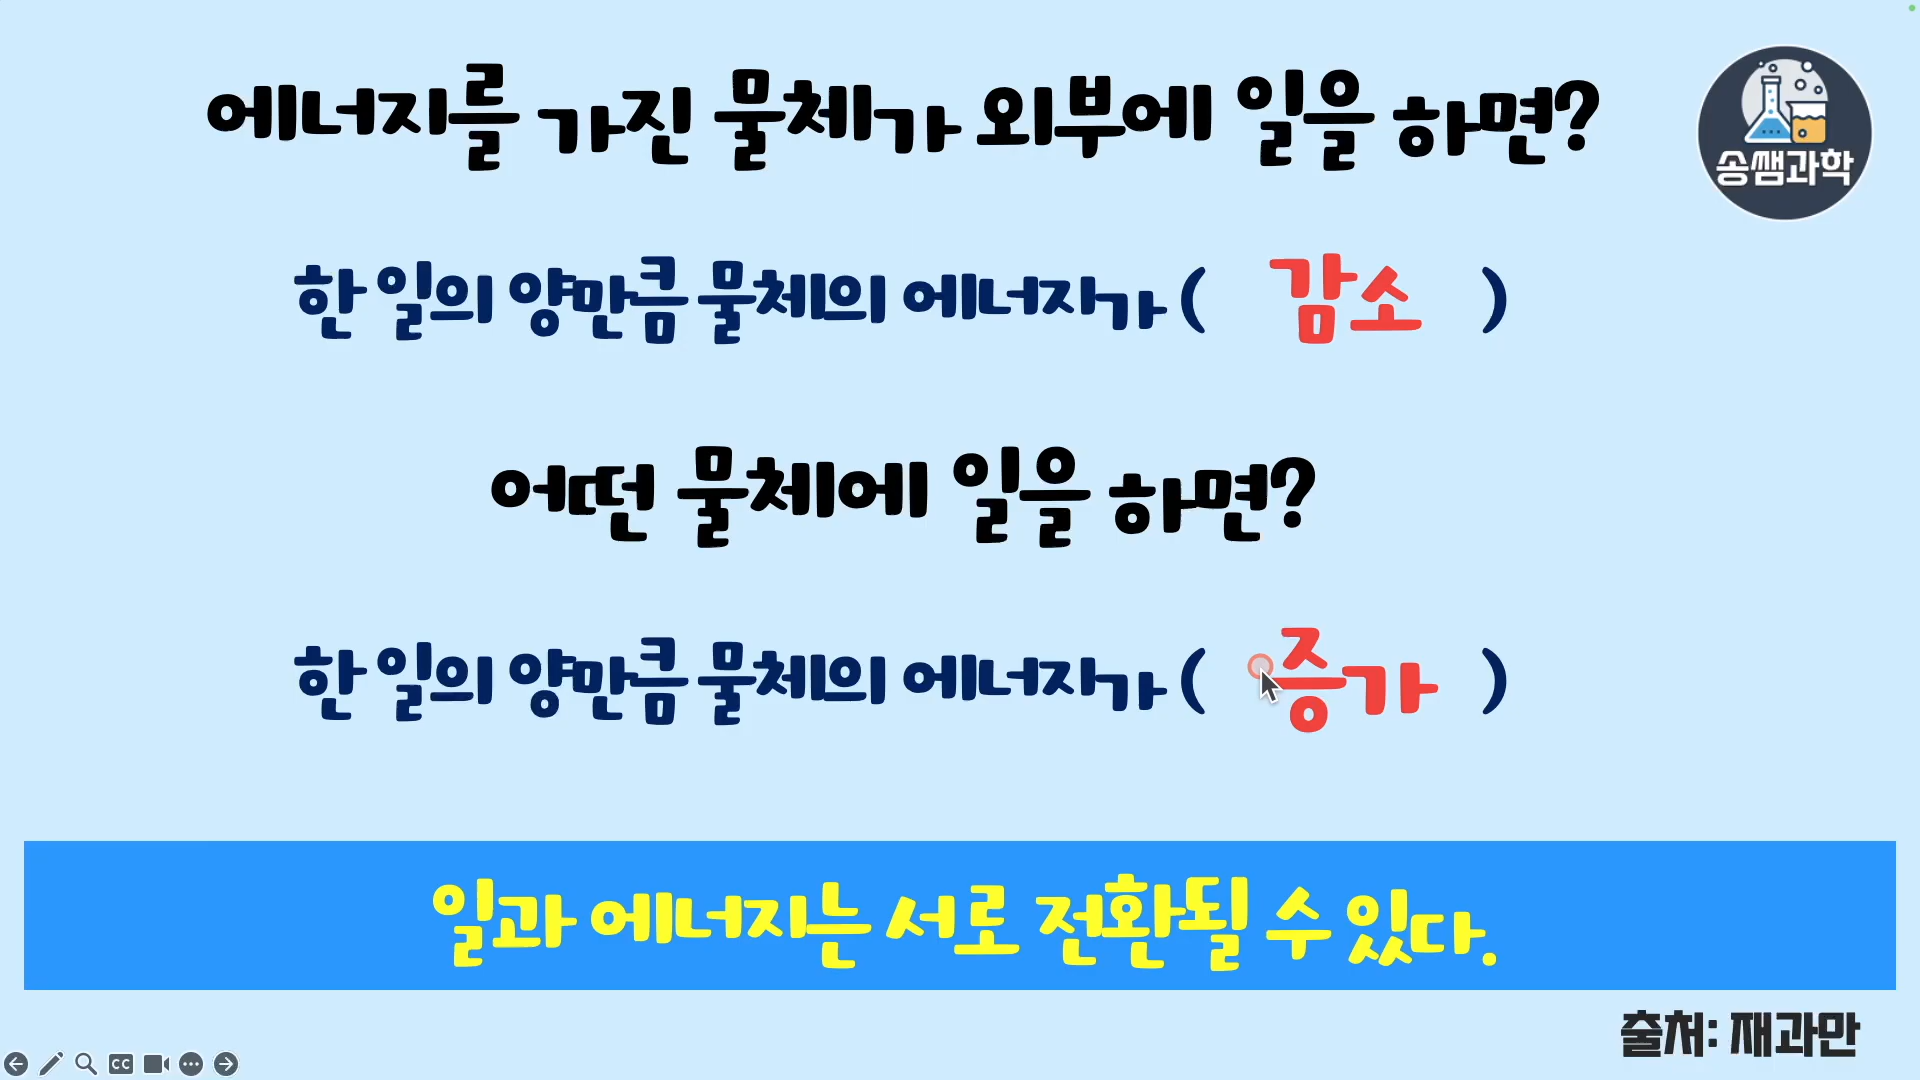 에너지를 가진 물체가 외부에 일을 하면?
송쌤과학
한 일의 양만큼 물체의 에너지가 ( 감소 )
어떤 물체에 일을 하면?
한 일의 양만큼 물체의 에너지가 ( 증가 )
일과 에너지는 서로 전환될 수 있다.
출처: 재과만
CC